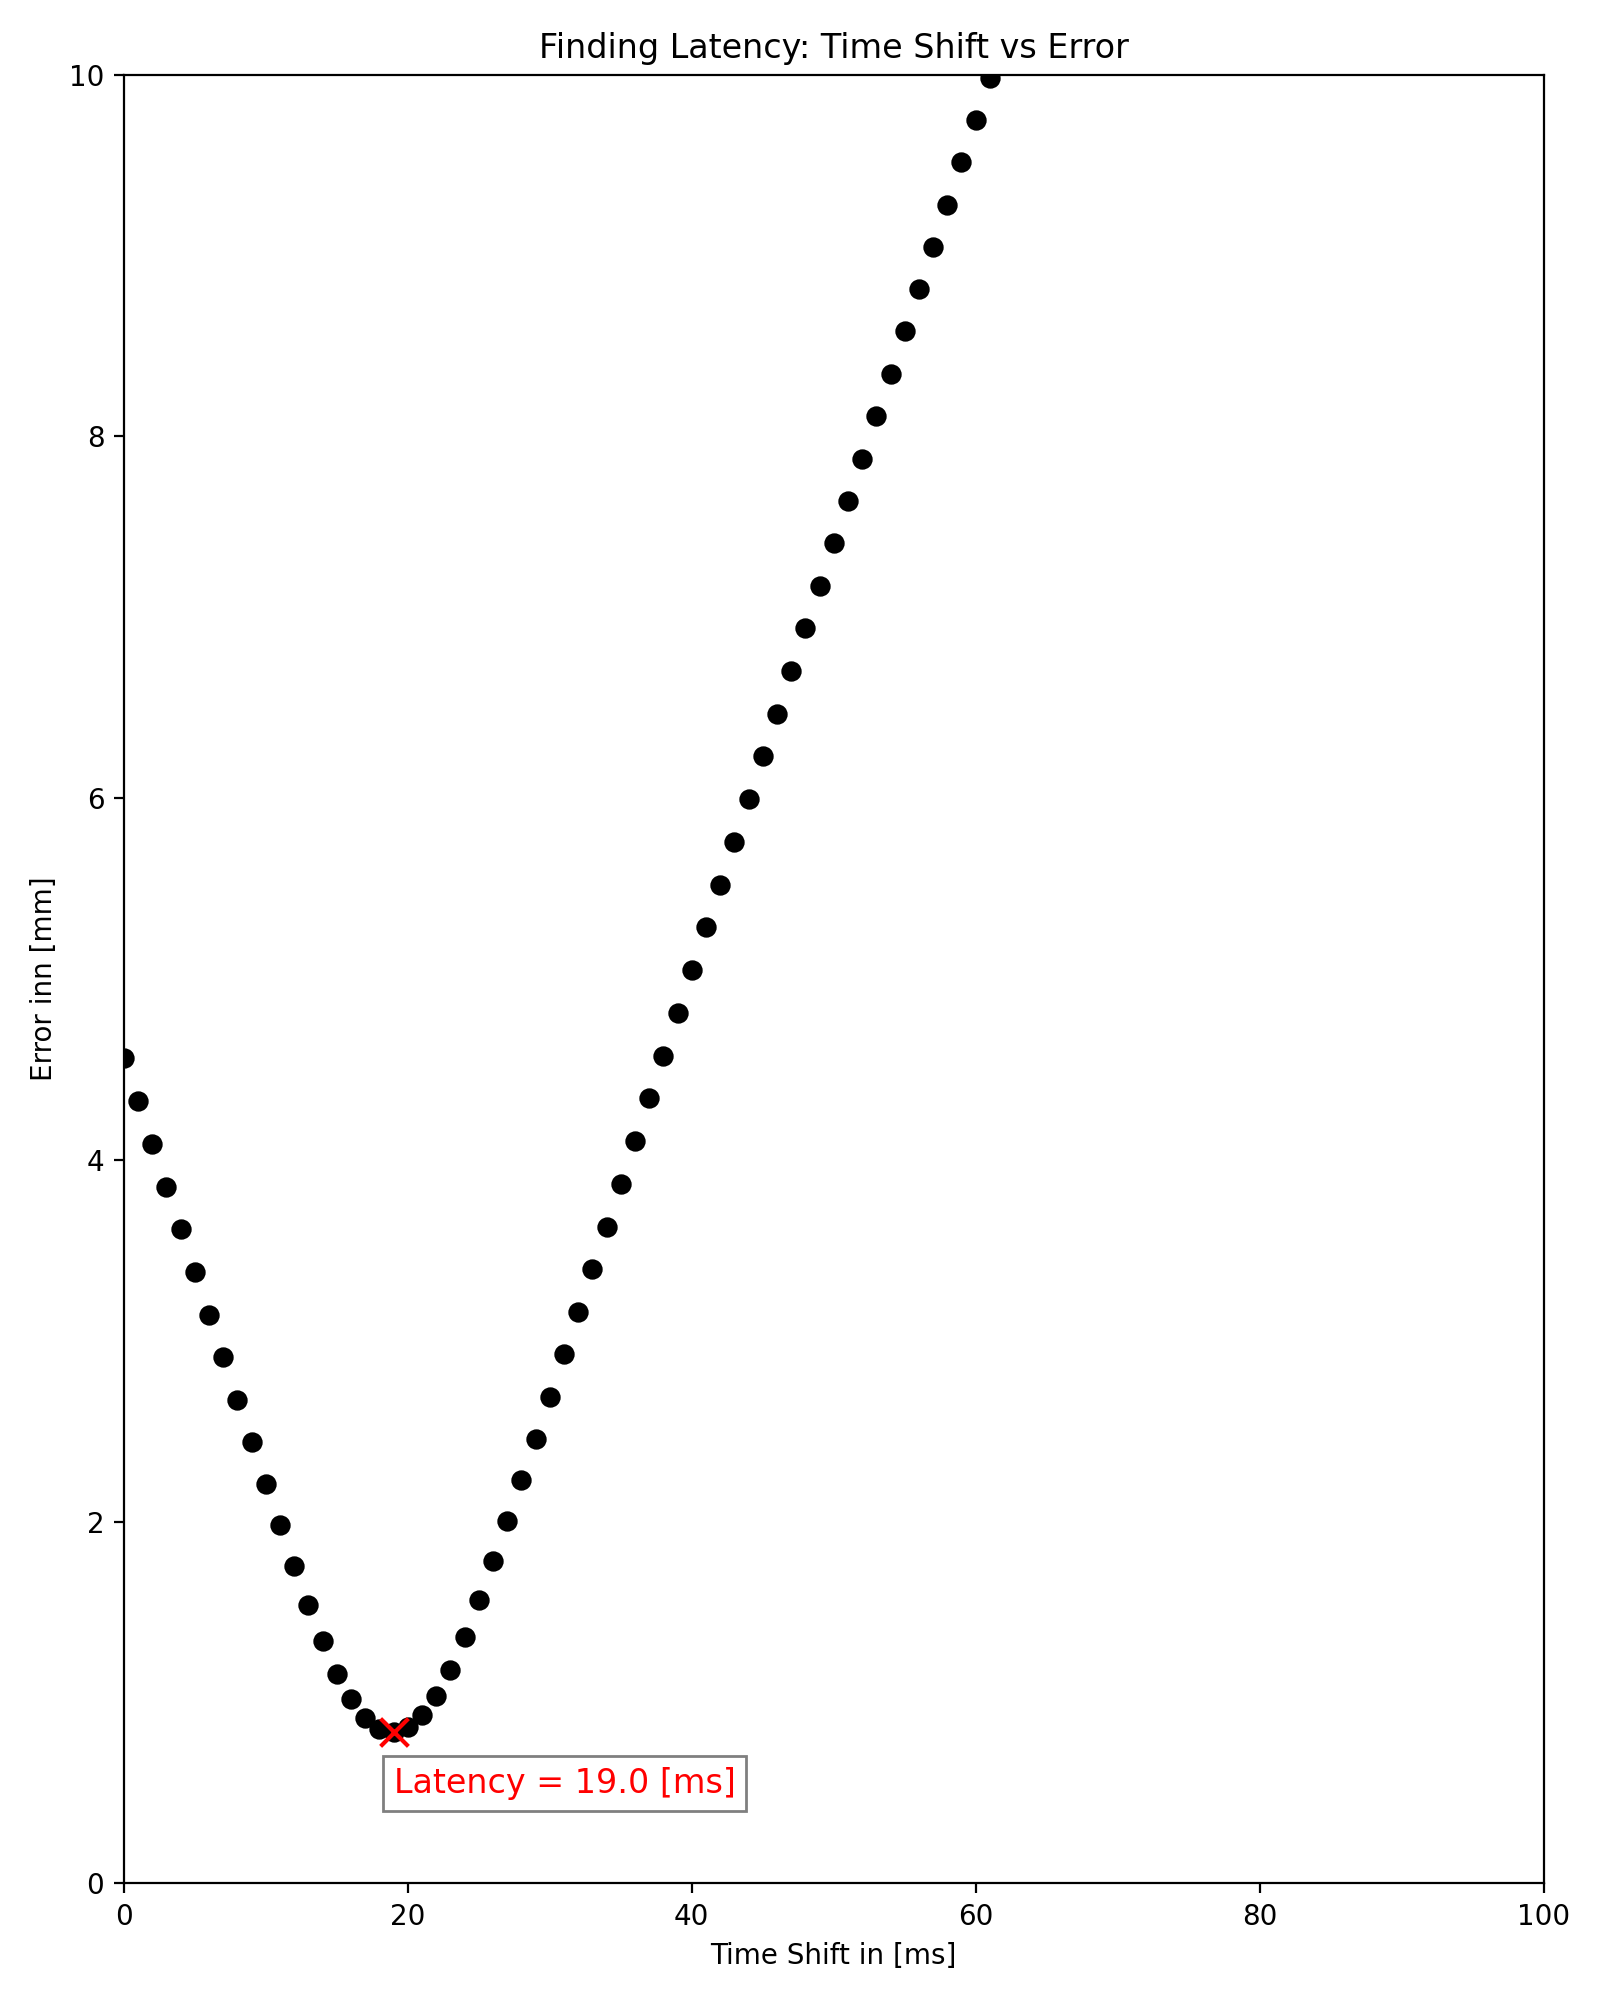 Finding Latency: Time Shift vs Error
10
8
6
4
2
0
Error inn [mm]
Latency = 19.0 [ms]
0 20 40 60 80 100
Time Shift in [ms]